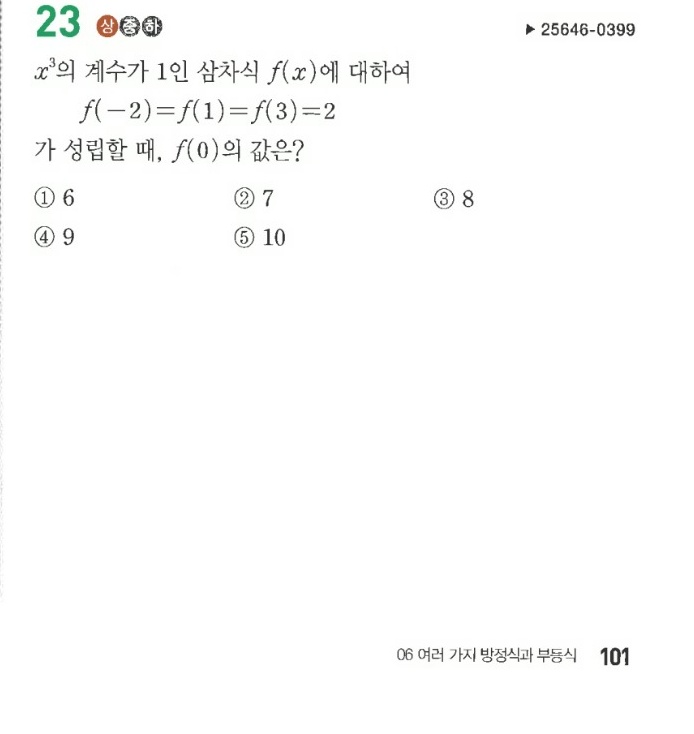 23 상 중 하 ▶ 25646-0399
x³의 계수가 1인 삼차식 f(x)에 대하여
f(-2)=f(1)=f(3)=2
가 성립할 때, f(0)의 값은?
① 6 ② 7 ③ 8
④ 9 ⑤ 10
06 여러 가지 방정식과 부등식 101